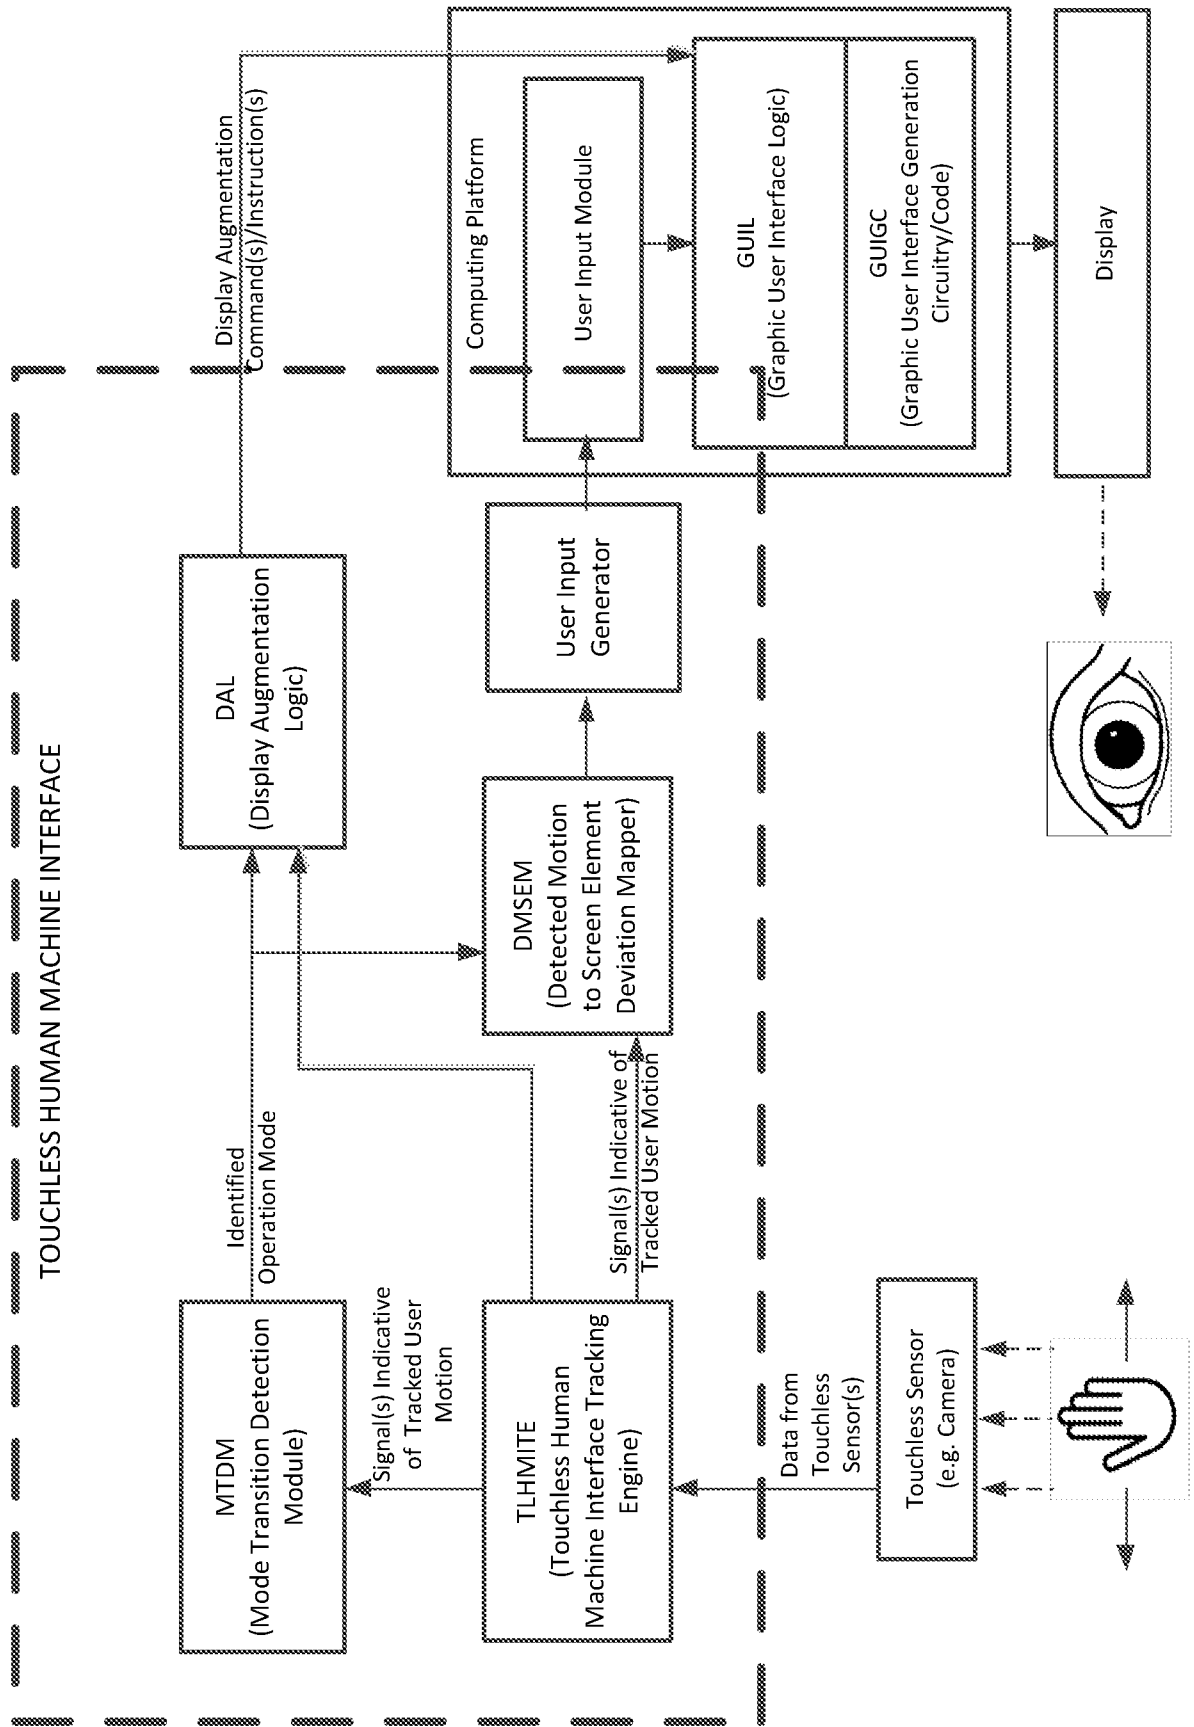 TOUCHLESS HUMAN MACHINE INTERFACE
MTDM
(Mode Transition Detection
Module)
Identified
Operation Mode
DAL
(Display Augmentation
Logic)
Display Augmentation
Command(s)/Instruction(s)
Signal(s) Indicative
of Tracked User
Motion
TLHMITE
(Touchless Human
Machine Interface Tracking
Engine)
Signal(s) Indicative of
Tracked User Motion
DMSEM
(Detected Motion
to Screen Element
Deviation Mapper)
User Input
Generator
Computing Platform
User Input Module
GUIL
(Graphic User Interface Logic)
GUIGC
(Graphic User Interface Generation
Circuitry/Code)
Data from
Touchless
Sensor(s)
Touchless Sensor
(e.g. Camera)
Display